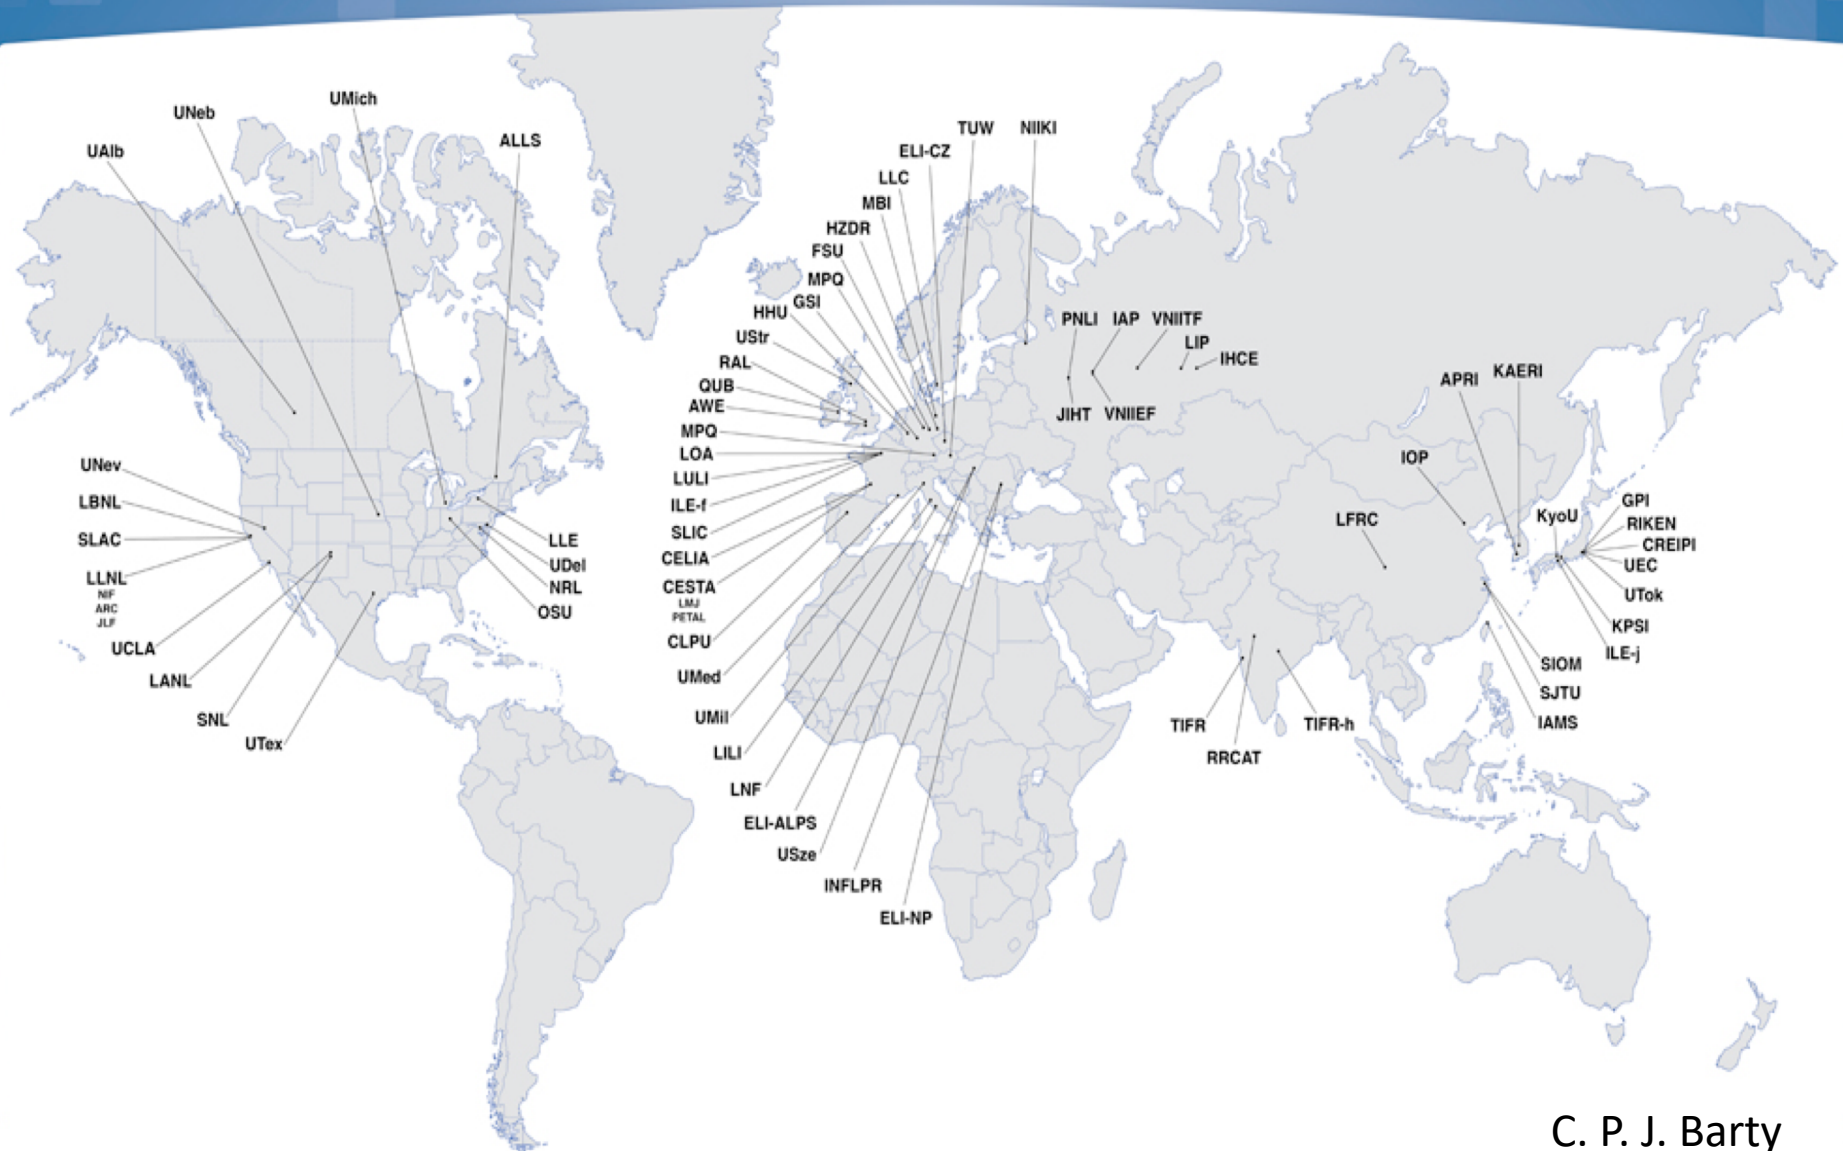 UMich
UNeb
ALLS
UAlb
UNev
LBNL
SLAC
LLNL
NIF
ARC
JLF
UCLA
LANL
SNL
UTex
LLE
UDel
NRL
OSU
TUW
NIIKI
ELI-CZ
LLC
MBI
HZDR
FSU
MPQ
GSI
HHU
UStr
RAL
QUB
AWE
MPQ
LOA
LULI
ILE-f
SLIC
CELIA
CESTA
LMJ
PETAL
CLPU
UMed
UMil
LILI
LNF
ELI-ALPS
USze
INFLPR
ELI-NP
PNLI
IAP
VNIITF
LIP
IHCE
JIHT
VNIIEF
APRI
KAERI
IOP
LFRC
KyoU
GPI
RIKEN
CREIPI
UEC
UTok
KPSI
ILE-j
SIOM
SJTU
IAMS
TIFR
RRCAT
TIFR-h
C. P. J. Barty